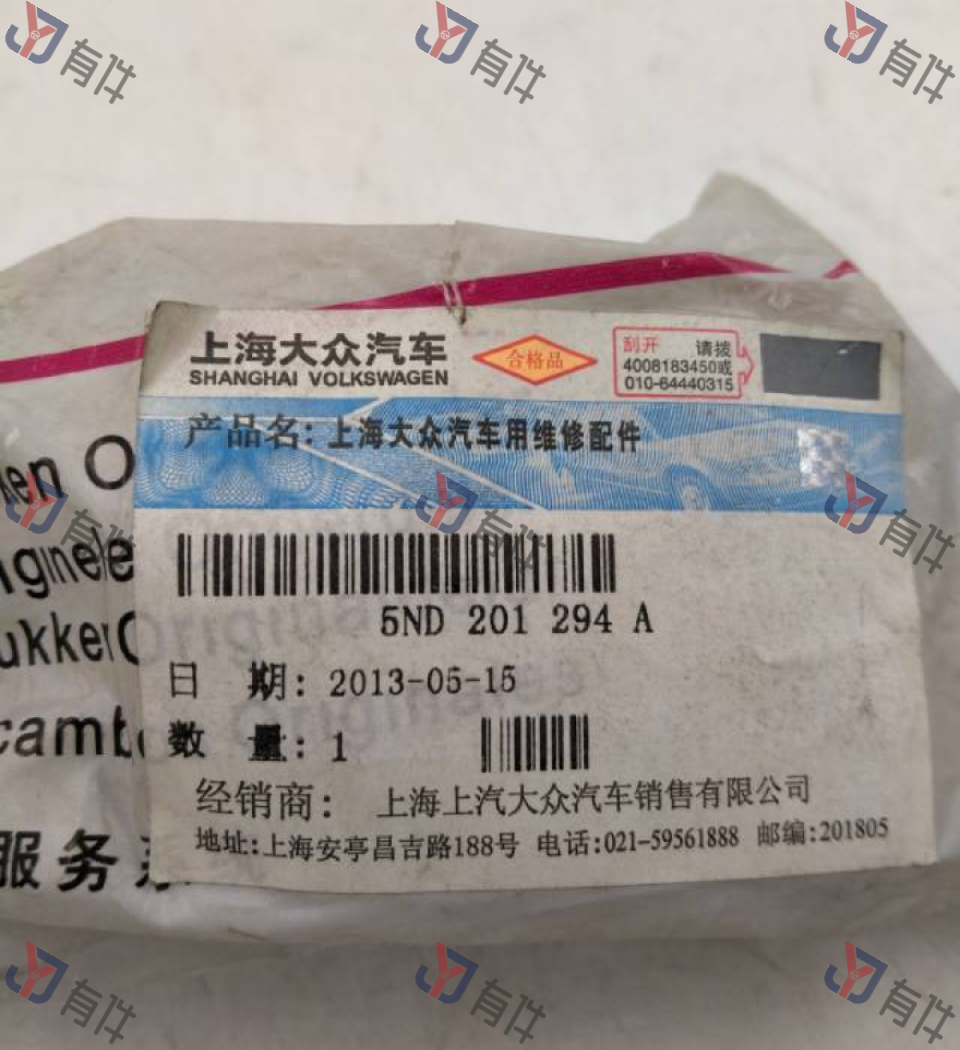 有件
有件
有件
上海大众汽车
SHANGHAI VOLKSWAGEN
合格品
刮开 请拨
4008183450或
010-64440315
产品名: 上海大众汽车用维修配件
ken O
有件
有件
有件
5ND 201 294 A
日 期: 2013-05-15
数 量: 1
经销商: 上海上汽大众汽车销售有限公司
地址:上海安亭昌吉路188号 电话:021-59561888 邮编:201805
服务
有件
有件
有件